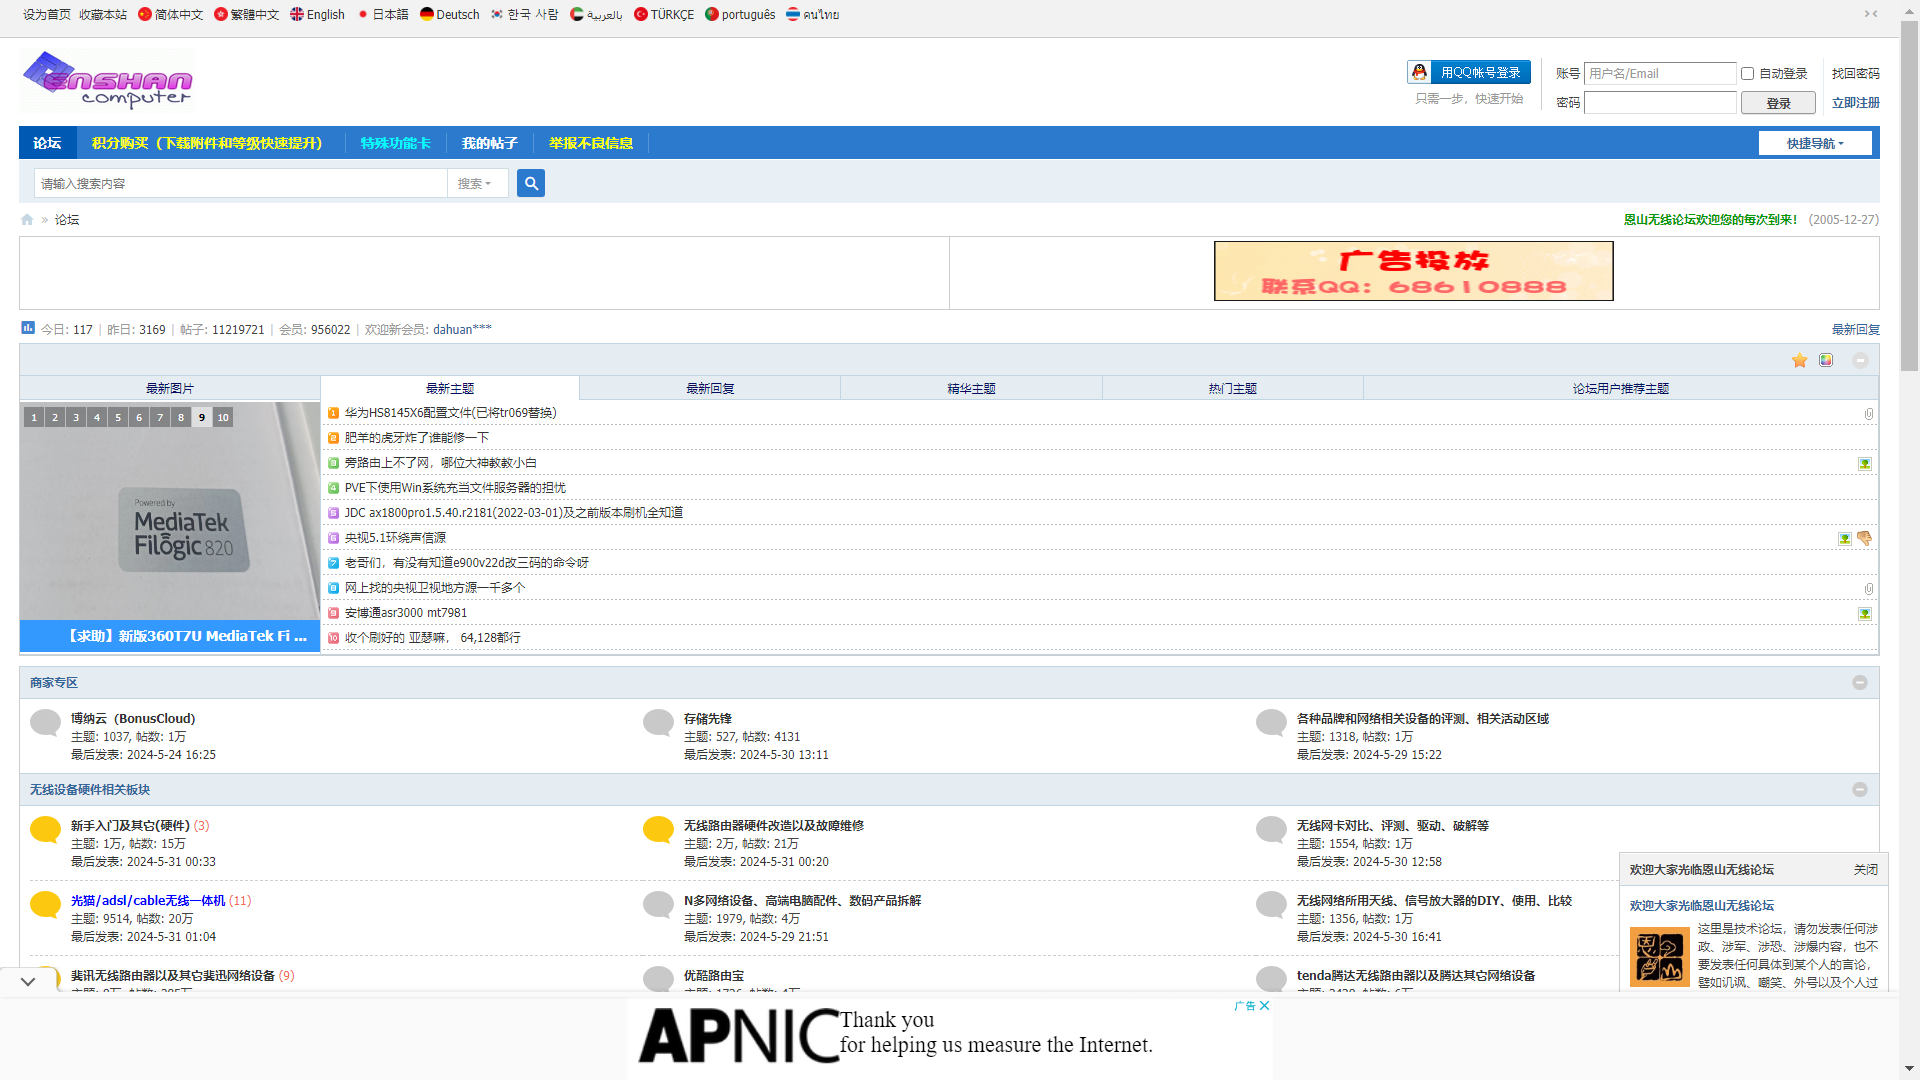 设为首页 收藏本站 简体中文 繁體中文 English 日本語 Deutsch 한국 사람 بالعربية TÜRKÇE português คนไทย
ENSHAN computer
用QQ帐号登录
只需一步，快速开始
账号 用户名/Email 自动登录 找回密码
密码 登录 立即注册
论坛 积分购买（下载附件和等级快速提升） 特殊功能卡 我的帖子 举报不良信息 快捷导航
请输入搜索内容 搜索
» 论坛
恩山无线论坛欢迎您的每次到来！ (2005-12-27)
广告投放
联系QQ：68610888
今日: 117 | 昨日: 3169 | 帖子: 11219721 | 会员: 956022 | 欢迎新会员: dahuan*** 最新回复
最新图片 最新主题 最新回复 精华主题 热门主题 论坛用户推荐主题
1 2 3 4 5 6 7 8 9 10
Powered by
MediaTek
Filogic 820
【求助】新版360T7U MediaTek Fi ...
1 华为HS8145X6配置文件(已将tr069替换)
2 肥羊的虎牙炸了谁能修一下
3 旁路由上不了网，哪位大神教教小白
4 PVE下使用Win系统充当文件服务器的担忧
5 JDC ax1800pro1.5.40.r2181(2022-03-01)及之前版本刷机全知道
6 央视5.1环绕声信源
7 老哥们，有没有知道e900v22d改三码的命令呀
8 网上找的央视卫视地方源一千多个
9 安博通asr3000 mt7981
10 收个刷好的 亚瑟嘛， 64,128都行
商家专区
博纳云（BonusCloud）
主题: 1037, 帖数: 1万
最后发表: 2024-5-24 16:25
存储先锋
主题: 527, 帖数: 4131
最后发表: 2024-5-30 13:11
各种品牌和网络相关设备的评测、相关活动区域
主题: 1318, 帖数: 1万
最后发表: 2024-5-29 15:22
无线设备硬件相关板块
新手入门及其它(硬件) (3)
主题: 1万, 帖数: 15万
最后发表: 2024-5-31 00:33
无线路由器硬件改造以及故障维修
主题: 2万, 帖数: 21万
最后发表: 2024-5-31 00:20
无线网卡对比、评测、驱动、破解等
主题: 1554, 帖数: 1万
最后发表: 2024-5-30 12:58
光猫/adsl/cable无线一体机 (11)
主题: 9514, 帖数: 20万
最后发表: 2024-5-31 01:04
N多网络设备、高端电脑配件、数码产品拆解
主题: 1979, 帖数: 4万
最后发表: 2024-5-29 21:51
无线网络所用天线、信号放大器的DIY、使用、比较
主题: 1356, 帖数: 1万
最后发表: 2024-5-30 16:41
斐讯无线路由器以及其它斐迅网络设备 (9)
优酷路由宝
tenda腾达无线路由器以及腾达其它网络设备
欢迎大家光临恩山无线论坛 关闭
欢迎大家光临恩山无线论坛
这里是技术论坛，请勿发表任何涉
政、涉军、涉恐、涉爆内容，也不
要发表任何具体到某个人的言论，
譬如讥讽、嘲笑、外号以及个人过
广告
APNIC
Thank you
for helping us measure the Internet.